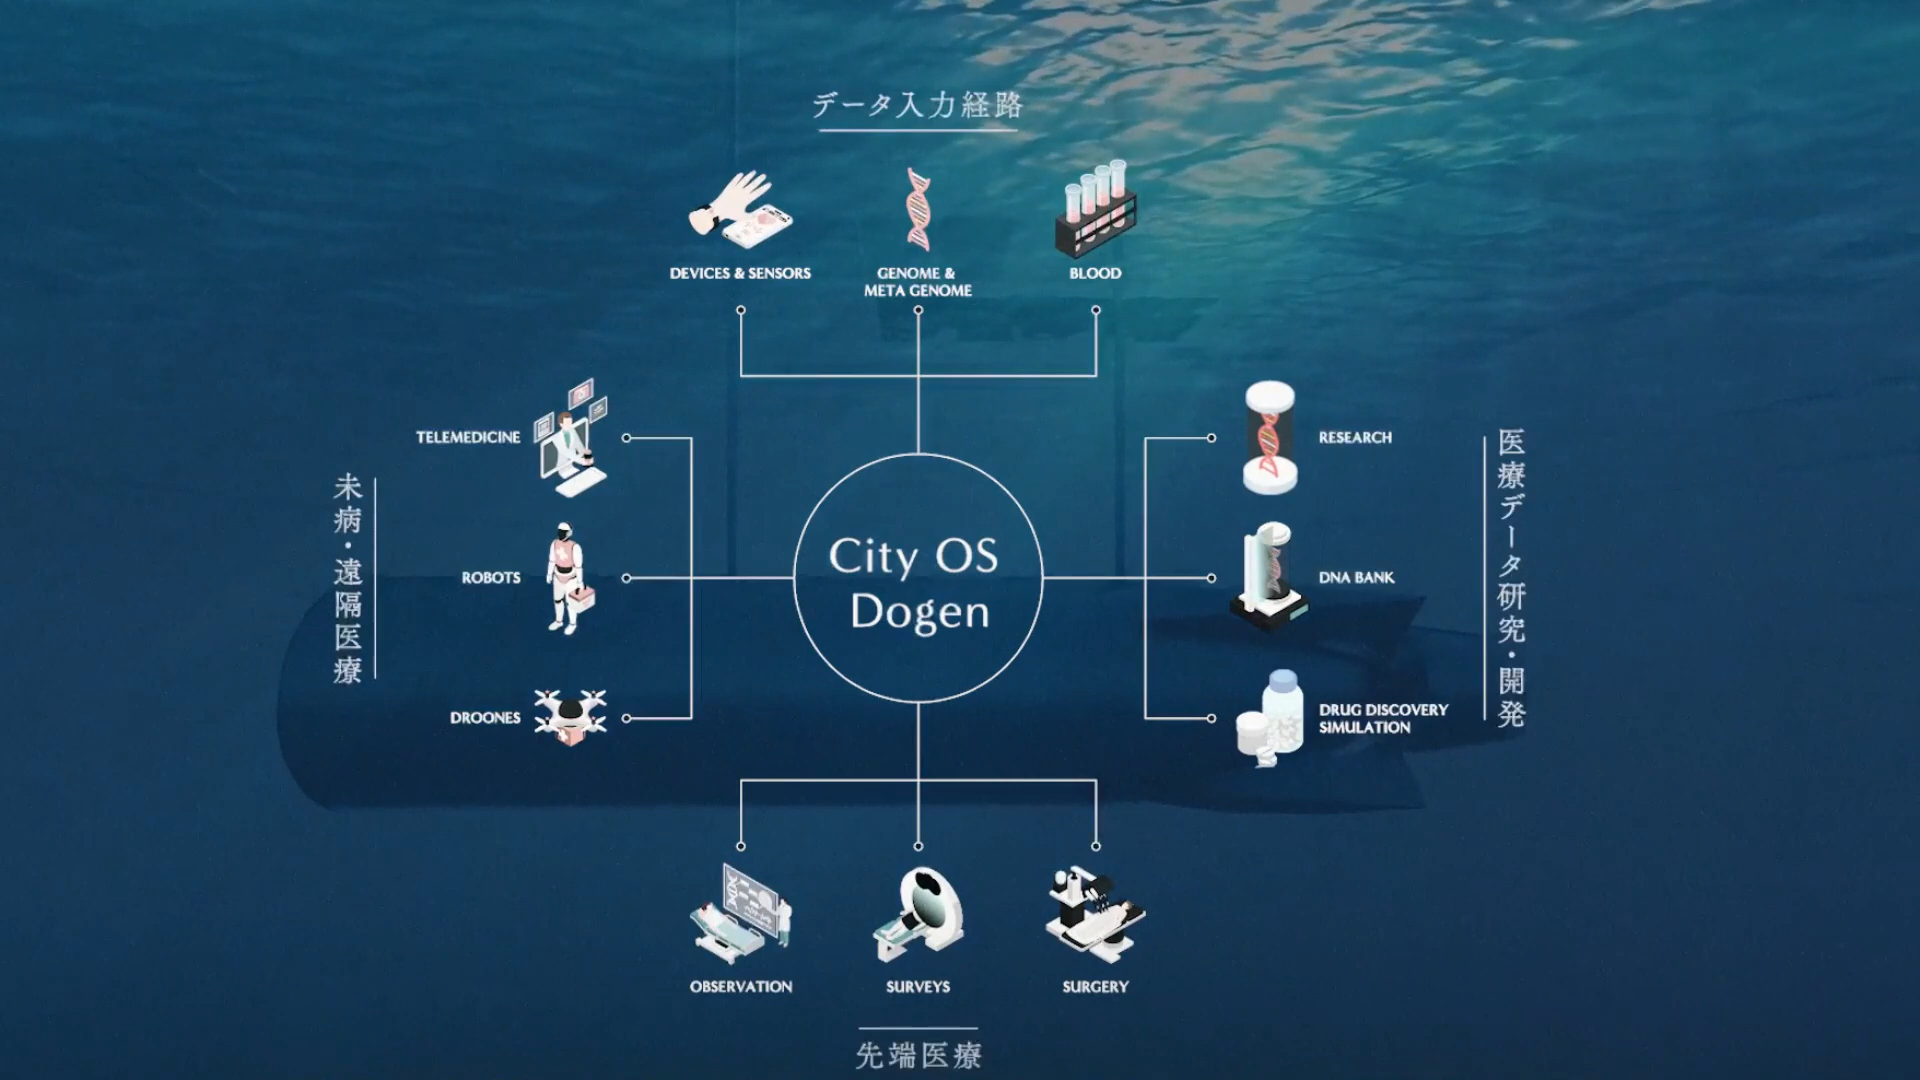 データ入力経路
DEVICES & SENSORS
GENOME &
META GENOME
BLOOD
TELEMEDICINE
ROBOTS
DROONES
未病・遠隔医療
City OS
Dogen
RESEARCH
DNA BANK
DRUG DISCOVERY
SIMULATION
医療データ研究・開発
OBSERVATION
SURVEYS
SURGERY
先端医療